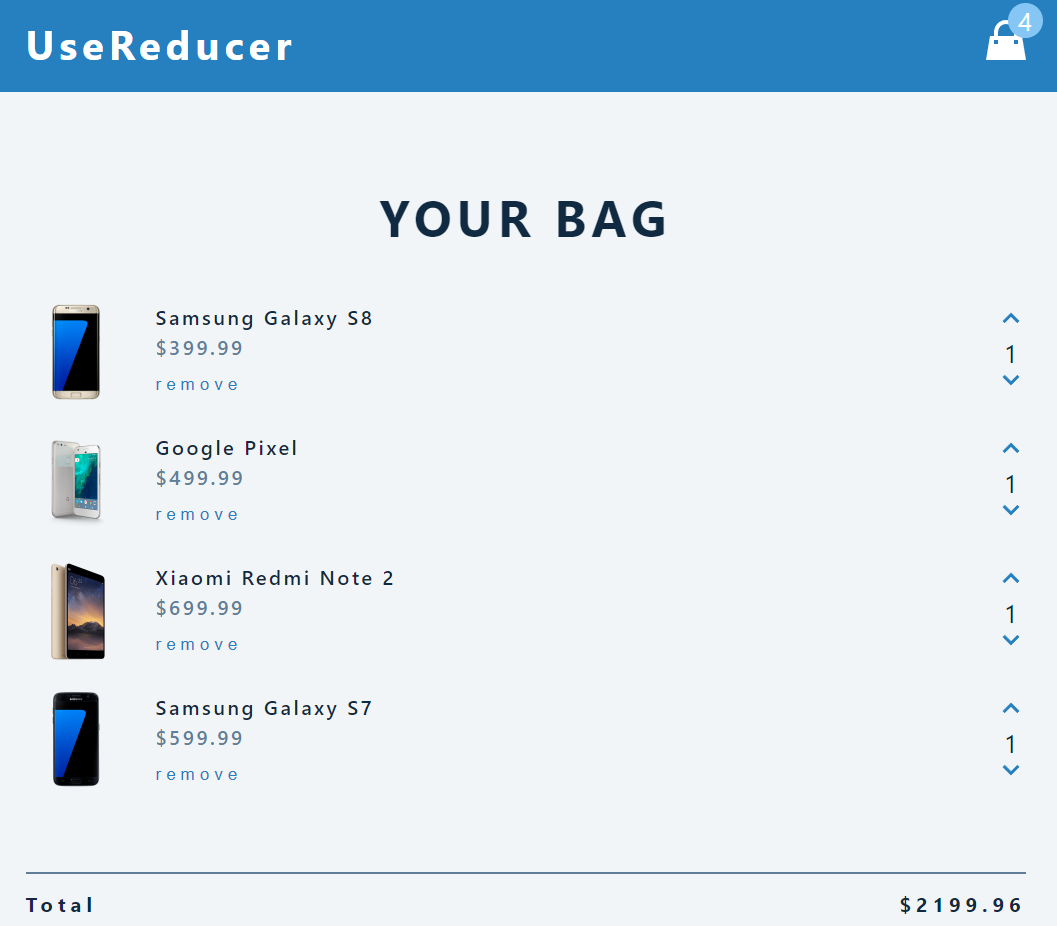 UseReducer
4
YOUR BAG
Samsung Galaxy S8
$399.99
remove
1
Google Pixel
$499.99
remove
1
Xiaomi Redmi Note 2
$699.99
remove
1
Samsung Galaxy S7
$599.99
remove
1
Total $2199.96